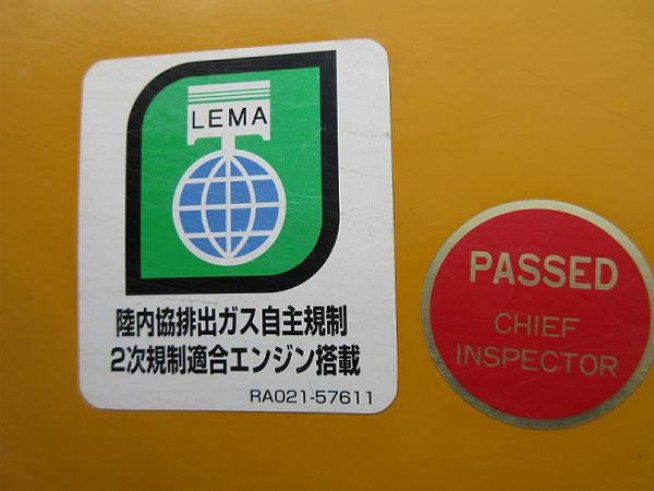 LEMA
陸内協排出ガス自主規制
2次規制適合エンジン搭載
RA021-57611
PASSED
CHIEF
INSPECTOR